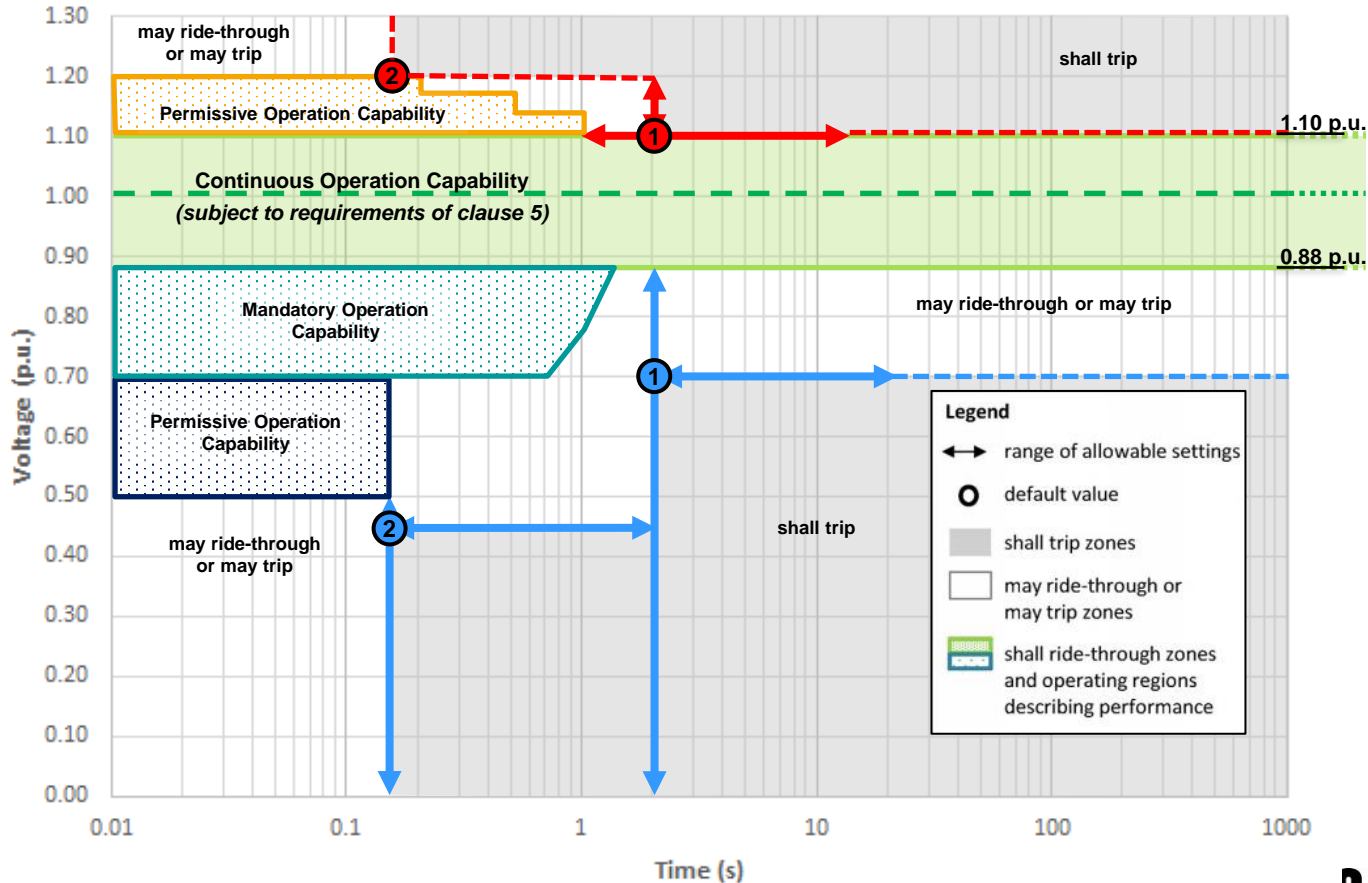 1.30
1.20
1.10
1.00
0.90
0.80
0.70
0.60
0.50
0.40
0.30
0.20
0.10
0.00
Voltage (p.u.)
may ride-through
or may trip
shall trip
2
Permissive Operation Capability
1
1.10 p.u.
Continuous Operation Capability
(subject to requirements of clause 5)
0.88 p.u.
Mandatory Operation
Capability
may ride-through or may trip
1
Permissive Operation
Capability
2
may ride-through
or may trip
shall trip
Legend
range of allowable settings
default value
shall trip zones
may ride-through or
may trip zones
shall ride-through zones
and operating regions
describing performance
0.01
0.1
1
10
100
1000
Time (s)